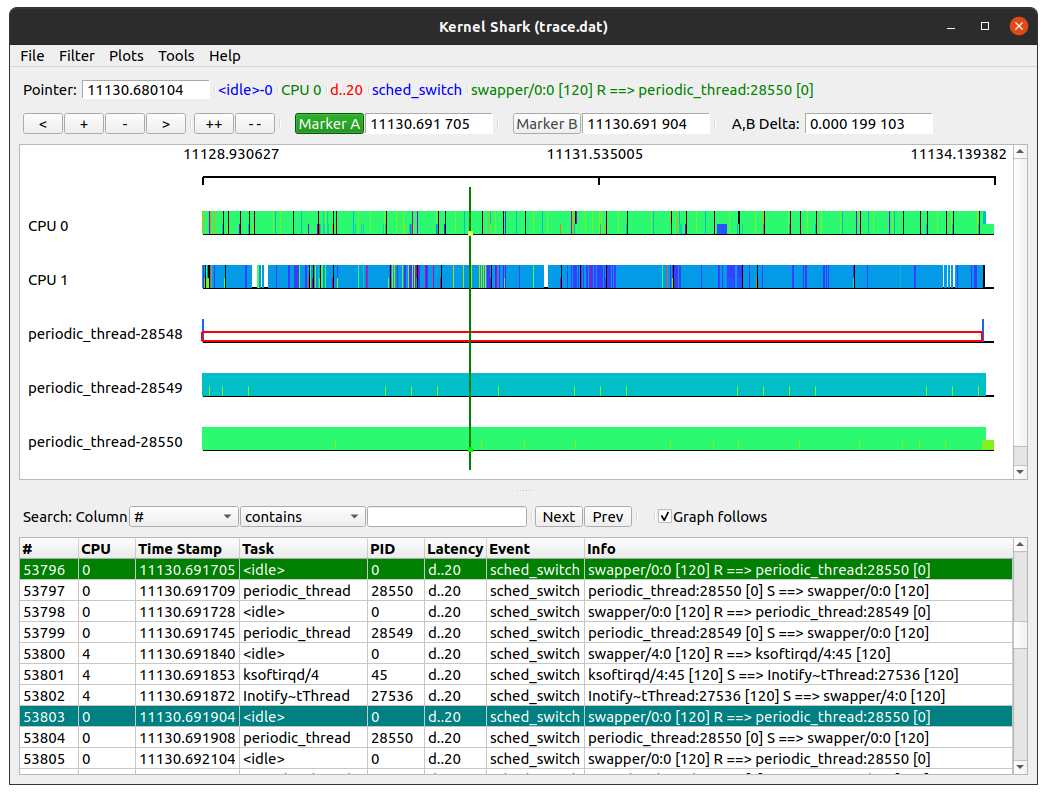 Kernel Shark (trace.dat)
File Filter Plots Tools Help
Pointer: 11130.680104 <idle>-0 CPU 0 d..20 sched_switch swapper/0:0 [120] R ==> periodic_thread:28550 [0]
< + - > ++ -- Marker A 11130.691 705 Marker B 11130.691 904 A,B Delta: 0.000 199 103
11128.930627 11131.535005 11134.139382
CPU 0
CPU 1
periodic_thread-28548
periodic_thread-28549
periodic_thread-28550
Search: Column # contains Next Prev Graph follows
# CPU Time Stamp Task PID Latency Event Info
53796 0 11130.691705 <idle> 0 d..20 sched_switch swapper/0:0 [120] R ==> periodic_thread:28550 [0]
53797 0 11130.691709 periodic_thread 28550 d..20 sched_switch periodic_thread:28550 [0] S ==> swapper/0:0 [120]
53798 0 11130.691728 <idle> 0 d..20 sched_switch swapper/0:0 [120] R ==> periodic_thread:28549 [0]
53799 0 11130.691745 periodic_thread 28549 d..20 sched_switch periodic_thread:28549 [0] S ==> swapper/0:0 [120]
53800 4 11130.691840 <idle> 0 d..20 sched_switch swapper/4:0 [120] R ==> ksoftirqd/4:45 [120]
53801 4 11130.691853 ksoftirqd/4 45 d..20 sched_switch ksoftirqd/4:45 [120] S ==> Inotify~tThread:27536 [120]
53802 4 11130.691872 Inotify~tThread 27536 d..20 sched_switch Inotify~tThread:27536 [120] S ==> swapper/4:0 [120]
53803 0 11130.691904 <idle> 0 d..20 sched_switch swapper/0:0 [120] R ==> periodic_thread:28550 [0]
53804 0 11130.691908 periodic_thread 28550 d..20 sched_switch periodic_thread:28550 [0] S ==> swapper/0:0 [120]
53805 0 11130.692104 <idle> 0 d..20 sched_switch swapper/0:0 [120] R ==> periodic_thread:28550 [0]